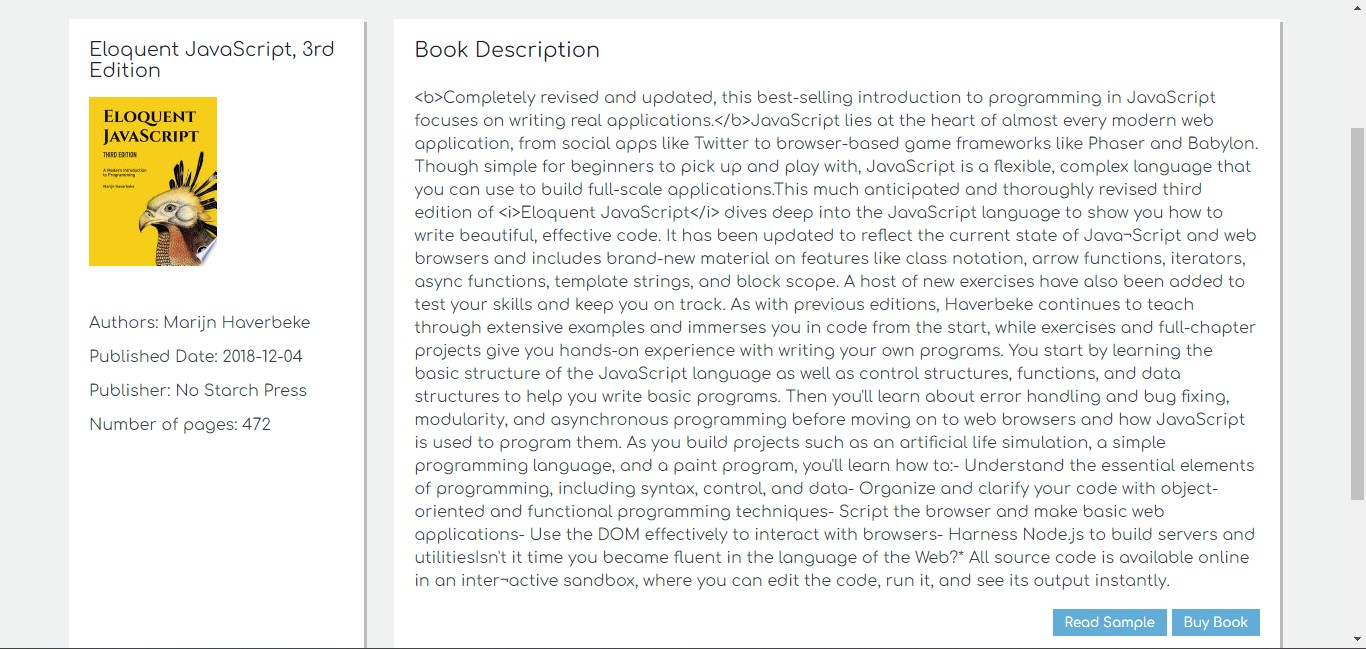 Eloquent JavaScript, 3rd
Edition
ELOQUENT
JAVASCRIPT
THIRD EDITION
A Modern Introduction
to Programming
Marijn Haverbeke
Authors: Marijn Haverbeke
Published Date: 2018-12-04
Publisher: No Starch Press
Number of pages: 472
Book Description
<b>Completely revised and updated, this best-selling introduction to programming in JavaScript
focuses on writing real applications.</b>JavaScript lies at the heart of almost every modern web
application, from social apps like Twitter to browser-based game frameworks like Phaser and Babylon.
Though simple for beginners to pick up and play with, JavaScript is a flexible, complex language that
you can use to build full-scale applications.This much anticipated and thoroughly revised third
edition of <i>Eloquent JavaScript</i> dives deep into the JavaScript language to show you how to
write beautiful, effective code. It has been updated to reflect the current state of Java¬Script and web
browsers and includes brand-new material on features like class notation, arrow functions, iterators,
async functions, template strings, and block scope. A host of new exercises have also been added to
test your skills and keep you on track. As with previous editions, Haverbeke continues to teach
through extensive examples and immerses you in code from the start, while exercises and full-chapter
projects give you hands-on experience with writing your own programs. You start by learning the
basic structure of the JavaScript language as well as control structures, functions, and data
structures to help you write basic programs. Then you'll learn about error handling and bug fixing,
modularity, and asynchronous programming before moving on to web browsers and how JavaScript
is used to program them. As you build projects such as an artificial life simulation, a simple
programming language, and a paint program, you'll learn how to:- Understand the essential elements
of programming, including syntax, control, and data- Organize and clarify your code with object-
oriented and functional programming techniques- Script the browser and make basic web
applications- Use the DOM effectively to interact with browsers- Harness Node.js to build servers and
utilitiesIsn't it time you became fluent in the language of the Web?* All source code is available online
in an inter¬active sandbox, where you can edit the code, run it, and see its output instantly.
Read Sample
Buy Book